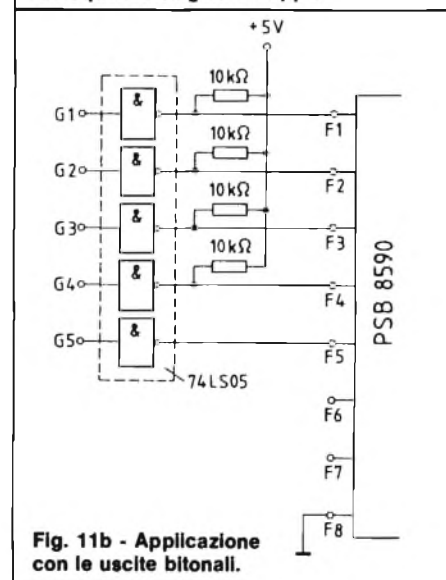 +5V
10kΩ
G1
&
F1
10kΩ
G2
&
F2
10kΩ
G3
&
F3
10kΩ
G4
&
F4
G5
&
F5
PSB 8590
74LS05
F6
F7
F8
Fig. 11b - Applicazione
con le uscite bitonali.